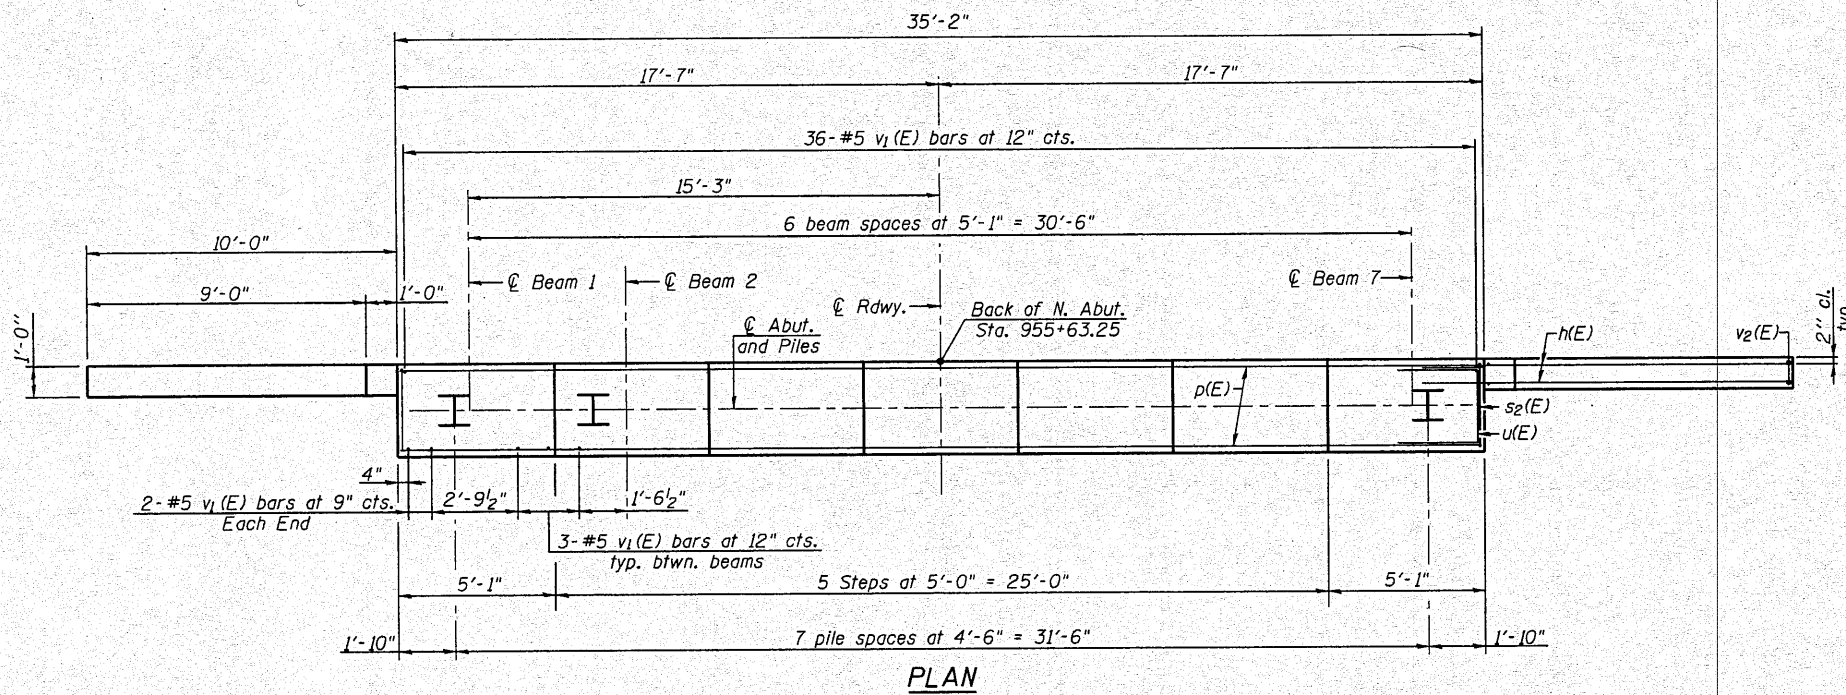 35'-2"
17'-7"
17'-7"
36-#5 v1(E) bars at 12" cts.
15'-3"
6 beam spaces at 5'-1" = 30'-6"
10'-0"
9'-0"
1'-0"
℄ Beam 1
℄ Beam 2
℄ Beam 7
℄ Rdwy.
Back of N. Abut.
Sta. 955+63.25
℄ Abut.
and Piles
1'-0"
h(E)
v2(E)
2" cl.
typ.
p(E)
s2(E)
u(E)
4"
2-#5 v1(E) bars at 9" cts.
Each End
2'-9½"
1'-6½"
3-#5 v1(E) bars at 12" cts.
typ. btwn. beams
5'-1"
5 Steps at 5'-0" = 25'-0"
5'-1"
1'-10"
7 pile spaces at 4'-6" = 31'-6"
1'-10"
PLAN